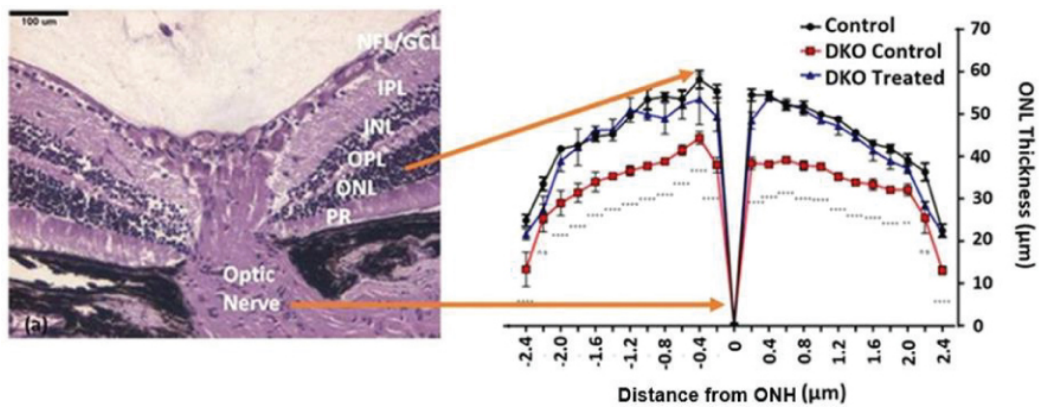 100 um
NFL/GCL
IPL
INL
OPL
ONL
PR
Optic
Nerve
(a)
Control
DKO Control
DKO Treated
70
60
50
40
30
20
10
0
ONL Thickness (μm)
-2.4
-2.0
-1.6
-1.2
-0.8
-0.4
0
0.4
0.8
1.2
1.6
2.0
2.4
Distance from ONH (μm)